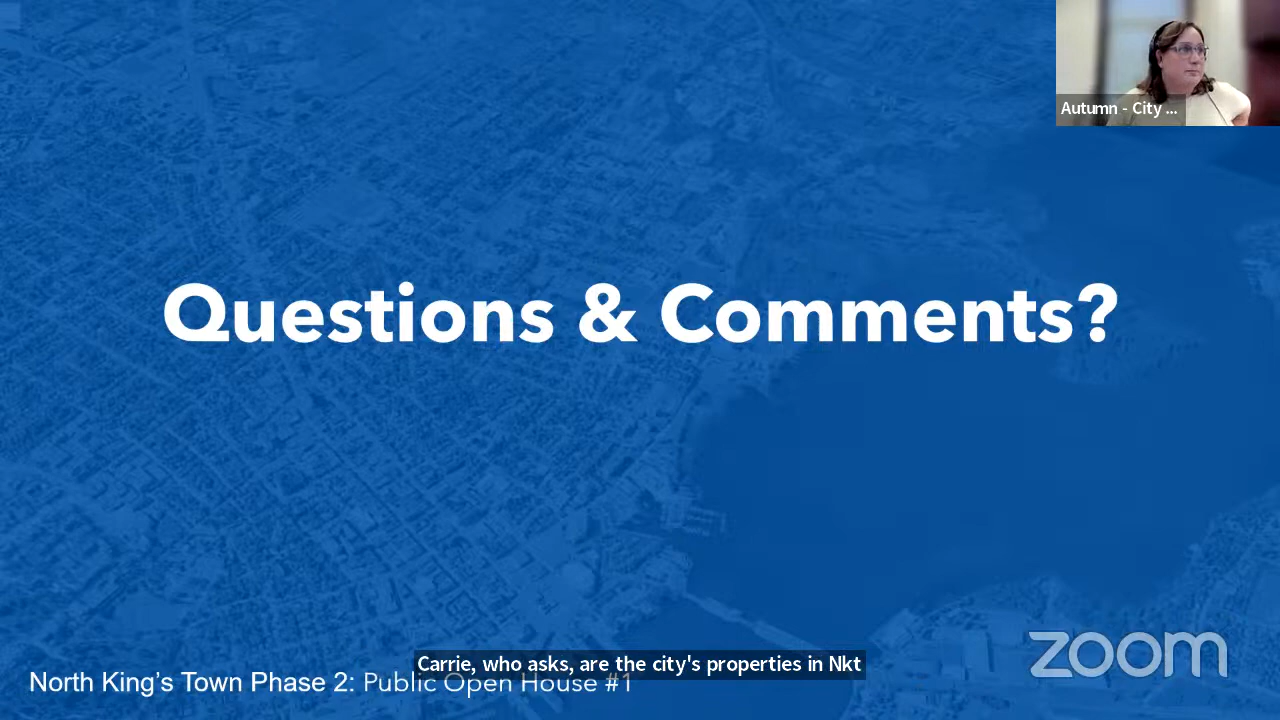 Autumn - City ...
Questions & Comments?
Carrie, who asks, are the city's properties in Nkt
North King's Town Phase 2: Public Open House #1
zoom